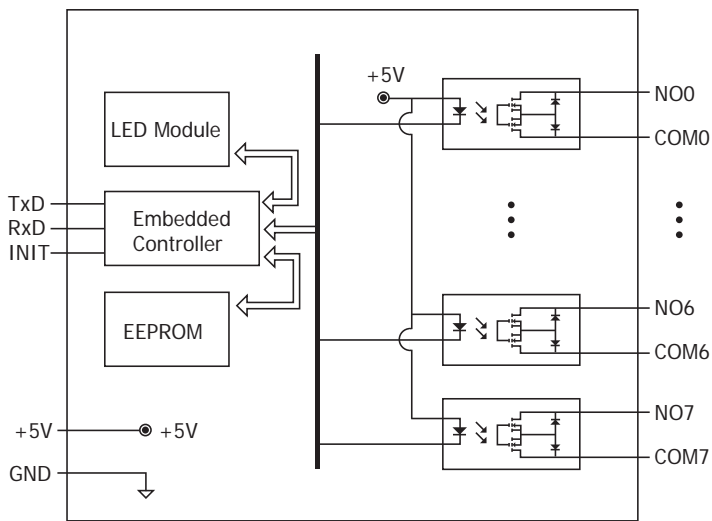 +5V
LED Module
TxD
RxD
INIT
Embedded
Controller
EEPROM
+5V
+5V
GND
NO0
COM0
NO6
COM6
NO7
COM7